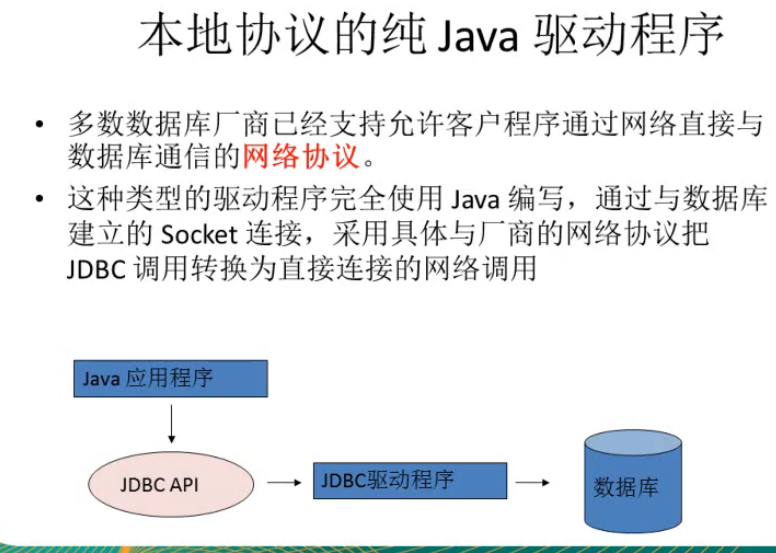 本地协议的纯 Java 驱动程序
• 多数数据库厂商已经支持允许客户程序通过网络直接与
数据库通信的网络协议。
• 这种类型的驱动程序完全使用 Java 编写，通过与数据库
建立的 Socket 连接，采用具体与厂商的网络协议把
JDBC 调用转换为直接连接的网络调用
Java 应用程序
JDBC API
JDBC驱动程序
数据库